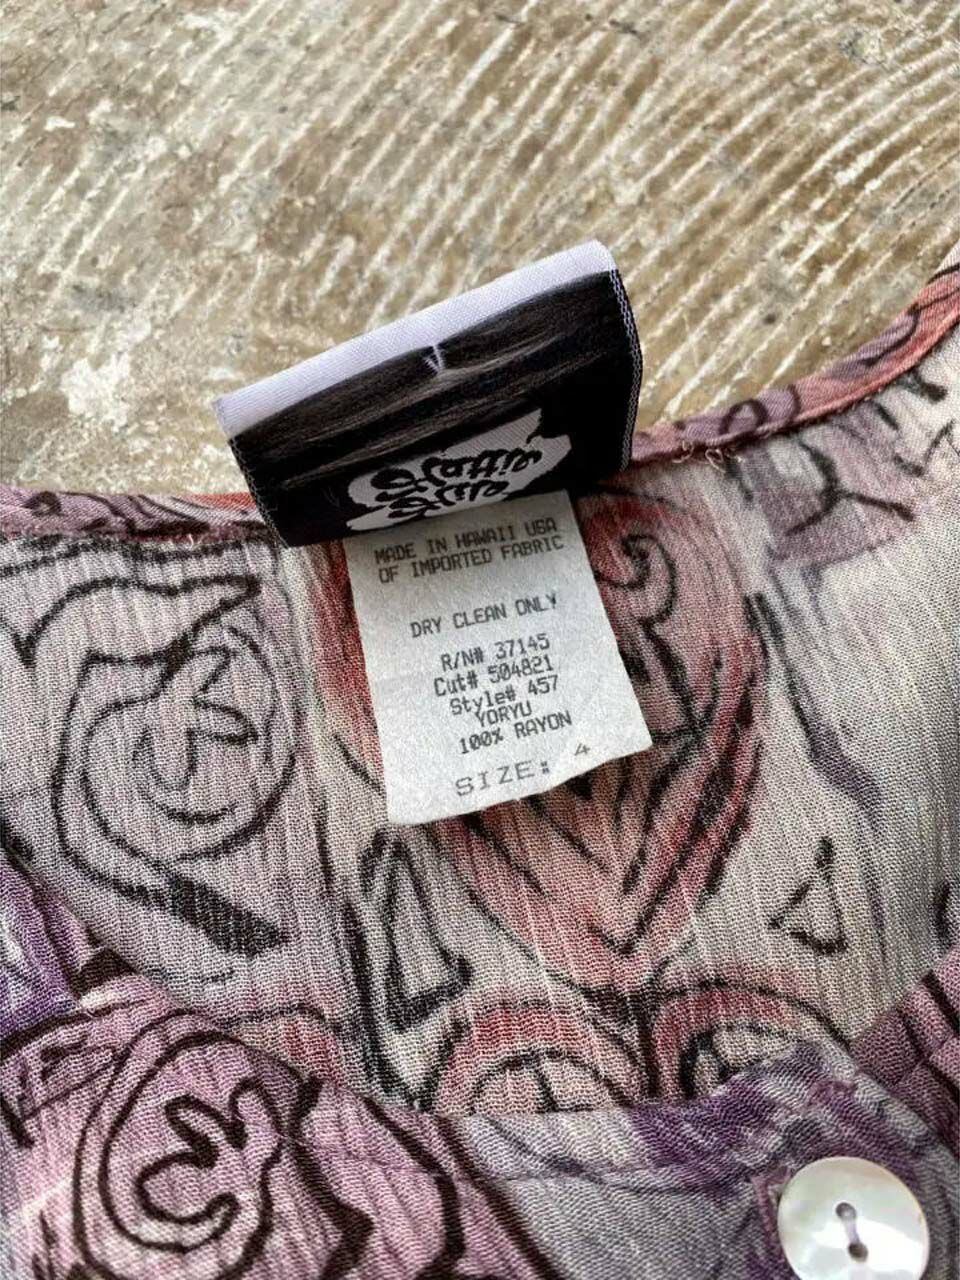 MADE IN HAWAII USA
OF IMPORTED FABRIC
DRY CLEAN ONLY
R/N# 37145
Cut# 504821
Style# 457
YORYU
100% RAYON
SIZE: 4